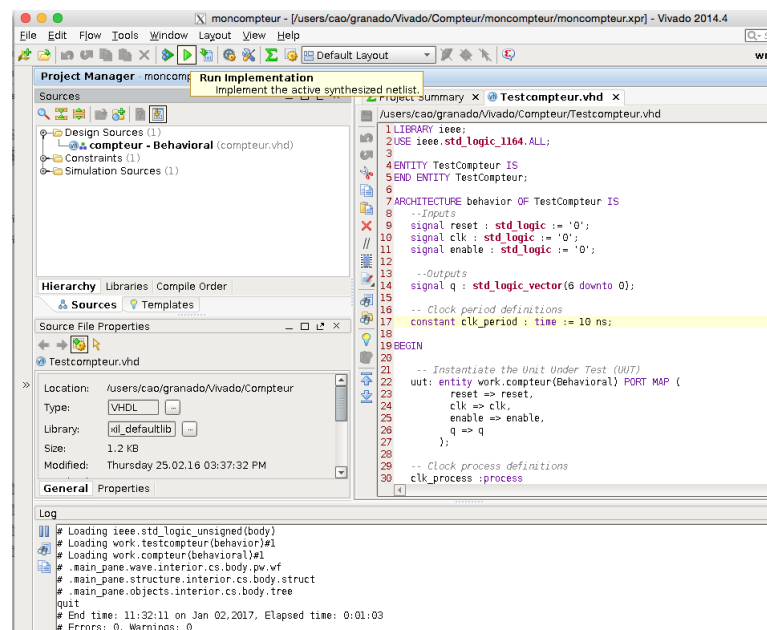 moncompteur - [/users/cao/granado/Vivado/Compteur/moncompteur/moncompteur.xpr] - Vivado 2014.4
File Edit Flow Tools Window Layout View Help
Default Layout
Project Manager - moncomp
Run Implementation
Implement the active synthesized netlist.
Sources
Design Sources (1)
compteur - Behavioral (compteur.vhd)
Constraints (1)
Simulation Sources (1)
Hierarchy Libraries Compile Order
Sources Templates
Source File Properties
Testcompteur.vhd
Location: /users/cao/granado/Vivado/Compteur
Type: VHDL
Library: xil_defaultlib
Size: 1.2 KB
Modified: Thursday 25.02.16 03:37:32 PM
General Properties
Project Summary × Testcompteur.vhd ×
/users/cao/granado/Vivado/Compteur/Testcompteur.vhd
1 LIBRARY ieee;
2 USE ieee.std_logic_1164.ALL;
3
4 ENTITY TestCompteur IS
5 END ENTITY TestCompteur;
6
7 ARCHITECTURE behavior OF TestCompteur IS
8 --Inputs
9 signal reset : std_logic := '0';
10 signal clk : std_logic := '0';
11 signal enable : std_logic := '0';
12
13 --Outputs
14 signal q : std_logic_vector(6 downto 0);
15
16 -- Clock period definitions
17 constant clk_period : time := 10 ns;
18
19 BEGIN
20
21 -- Instantiate the Unit Under Test (UUT)
22 uut: entity work.compteur(Behavioral) PORT MAP (
23 reset => reset,
24 clk => clk,
25 enable => enable,
26 q => q
27 );
28
29 -- Clock process definitions
30 clk_process :process
Log
# Loading ieee.std_logic_unsigned(body)
# Loading work.testcompteur(behavior)#1
# Loading work.compteur(behavioral)#1
# .main_pane.wave.interior.cs.body.pw.wf
# .main_pane.structure.interior.cs.body.struct
# .main_pane.objects.interior.cs.body.tree
quit
# End time: 11:32:11 on Jan 02,2017, Elapsed time: 0:01:03
# Errors: 0, Warnings: 0